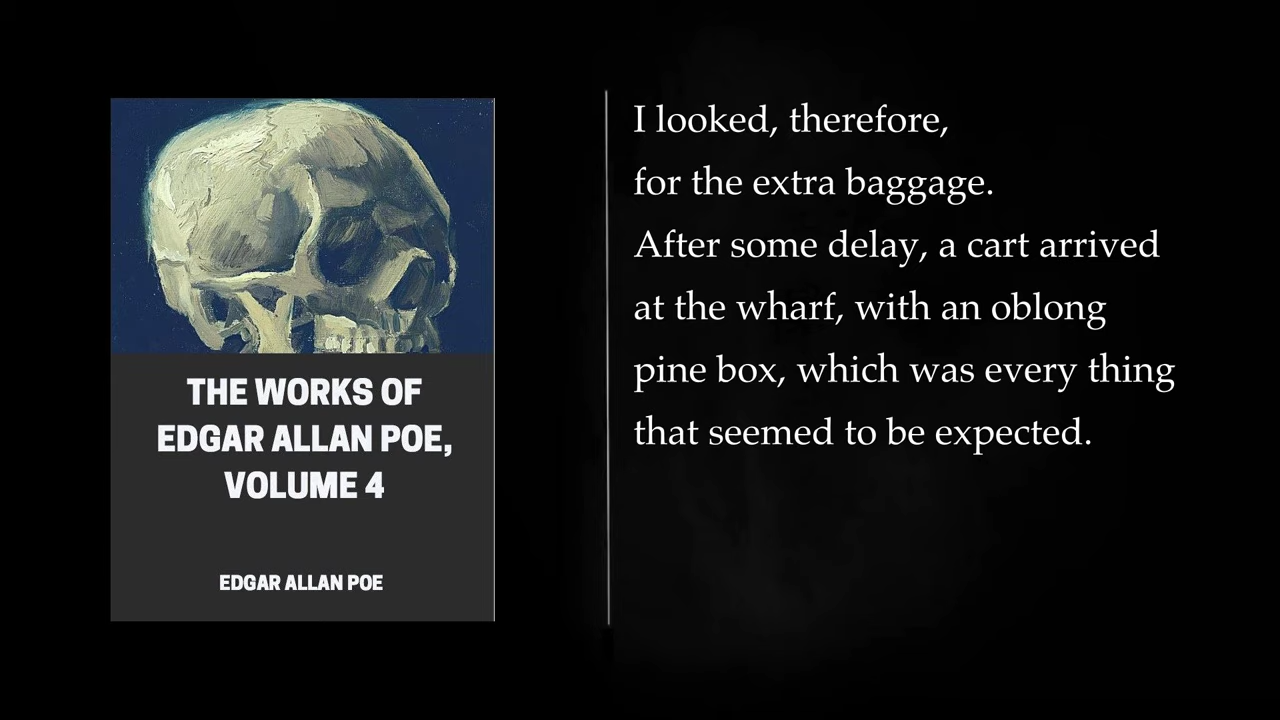 THE WORKS OF
EDGAR ALLAN POE,
VOLUME 4
EDGAR ALLAN POE
I looked, therefore,
for the extra baggage.
After some delay, a cart arrived
at the wharf, with an oblong
pine box, which was every thing
that seemed to be expected.